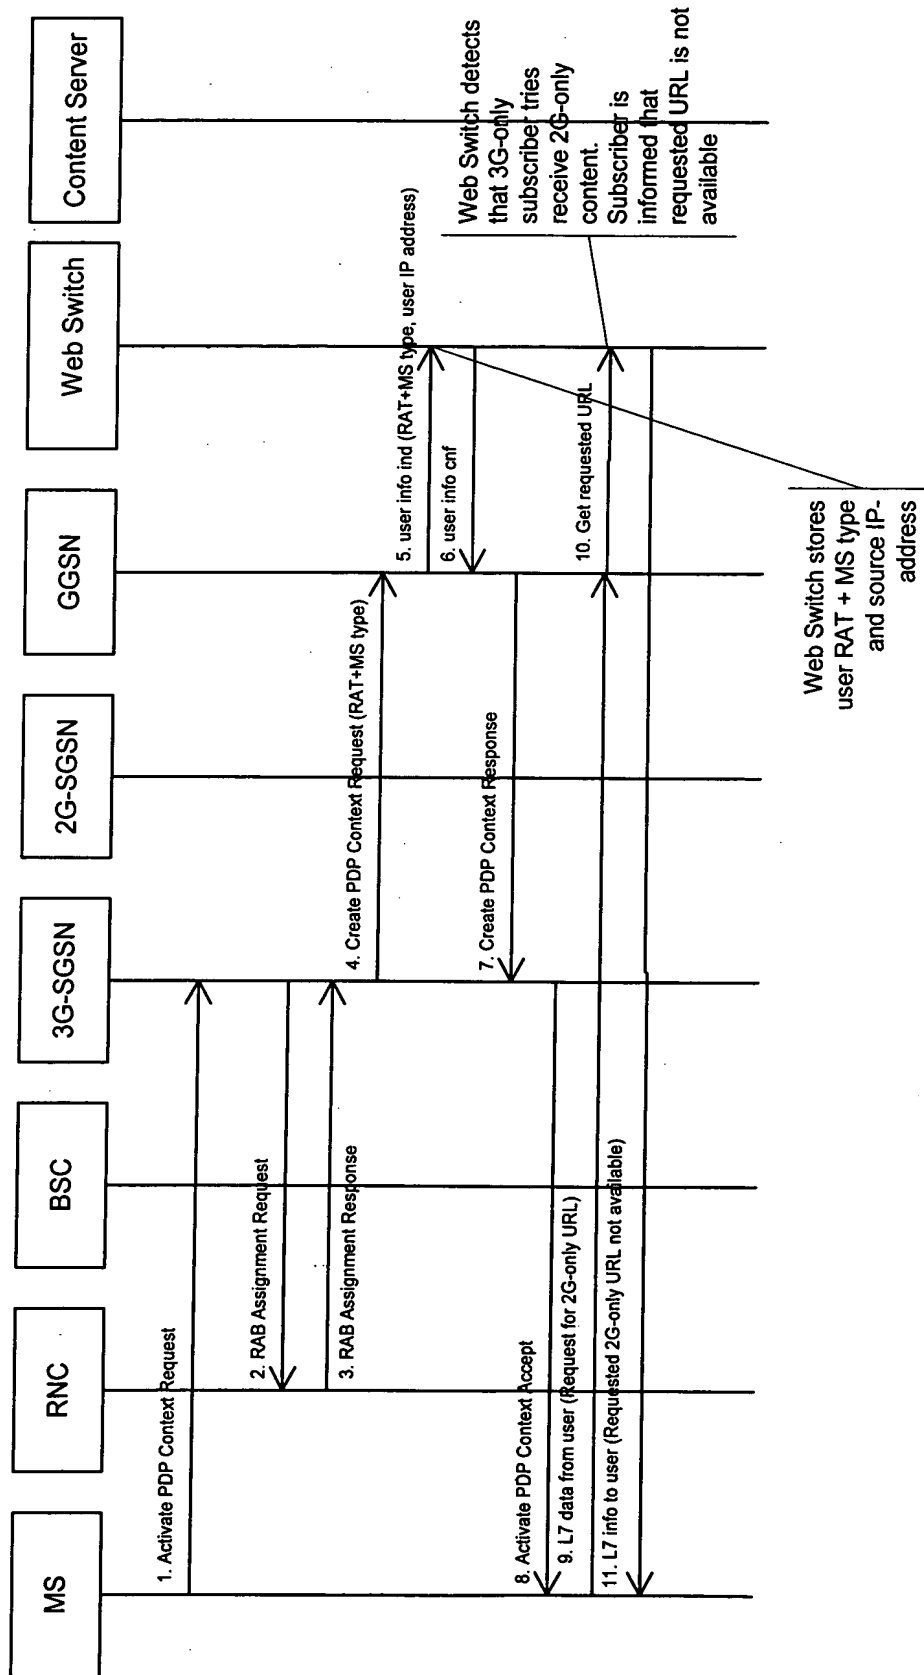 MS
RNC
BSC
3G-SGSN
2G-SGSN
GGSN
Web Switch
Content Server
1. Activate PDP Context Request
2. RAB Assignment Request
3. RAB Assignment Response
4. Create PDP Context Request (RAT+MS type)
5. user info ind (RAT+MS type, user IP address)
6. user info cnf
7. Create PDP Context Response
8. Activate PDP Context Accept
9. L7 data from user (Request for 2G-only URL)
10. Get requested URL
11. L7 info to user (Requested 2G-only URL not available)
Web Switch detects
that 3G-only
subscriber tries
receive 2G-only
content.
Subscriber is
informed that
requested URL is not
available
Web Switch stores
user RAT + MS type
and source IP-
address